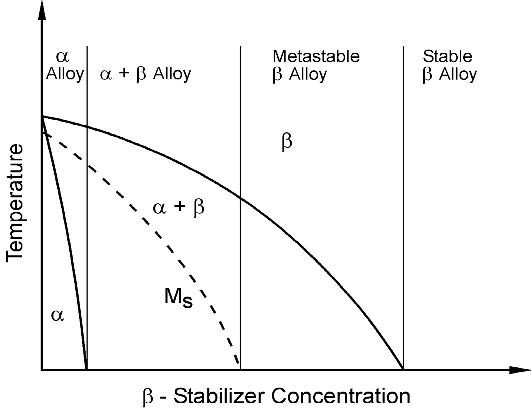 α
Alloy
α + β Alloy
Metastable
β Alloy
Stable
β Alloy
β
α + β
Ms
α
Temperature
β - Stabilizer Concentration